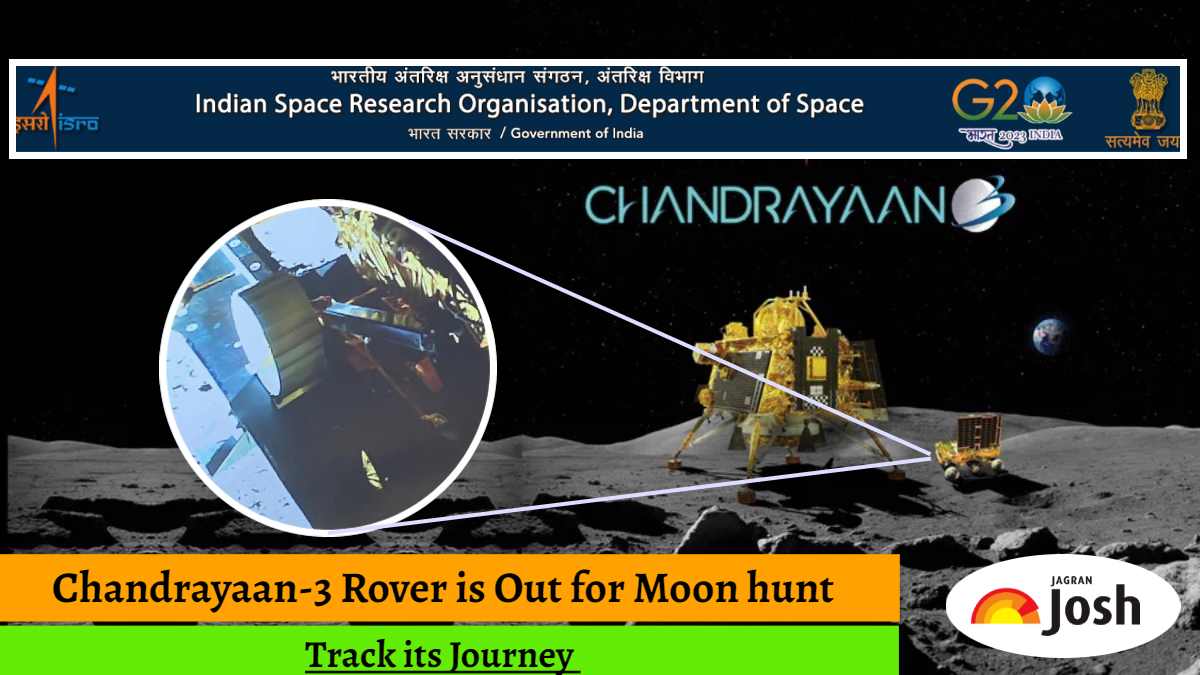 भारतीय अंतरिक्ष अनुसंधान संगठन, अंतरिक्ष विभाग
Indian Space Research Organisation, Department of Space
भारत सरकार / Government of India
इसरो isro
G20
भारत 2023 INDIA
सत्यमेव जय
CHANDRAYAAN 3
Chandrayaan-3 Rover is Out for Moon hunt
Track its Journey
JAGRAN
Josh